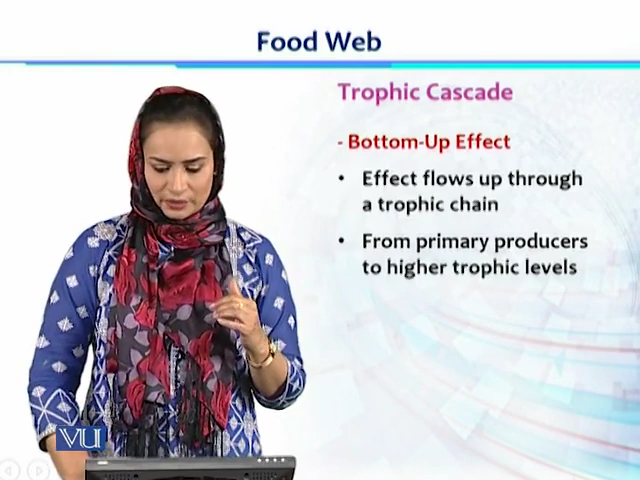 Food Web
Trophic Cascade
- Bottom-Up Effect
• Effect flows up through
a trophic chain
• From primary producers
to higher trophic levels
VU